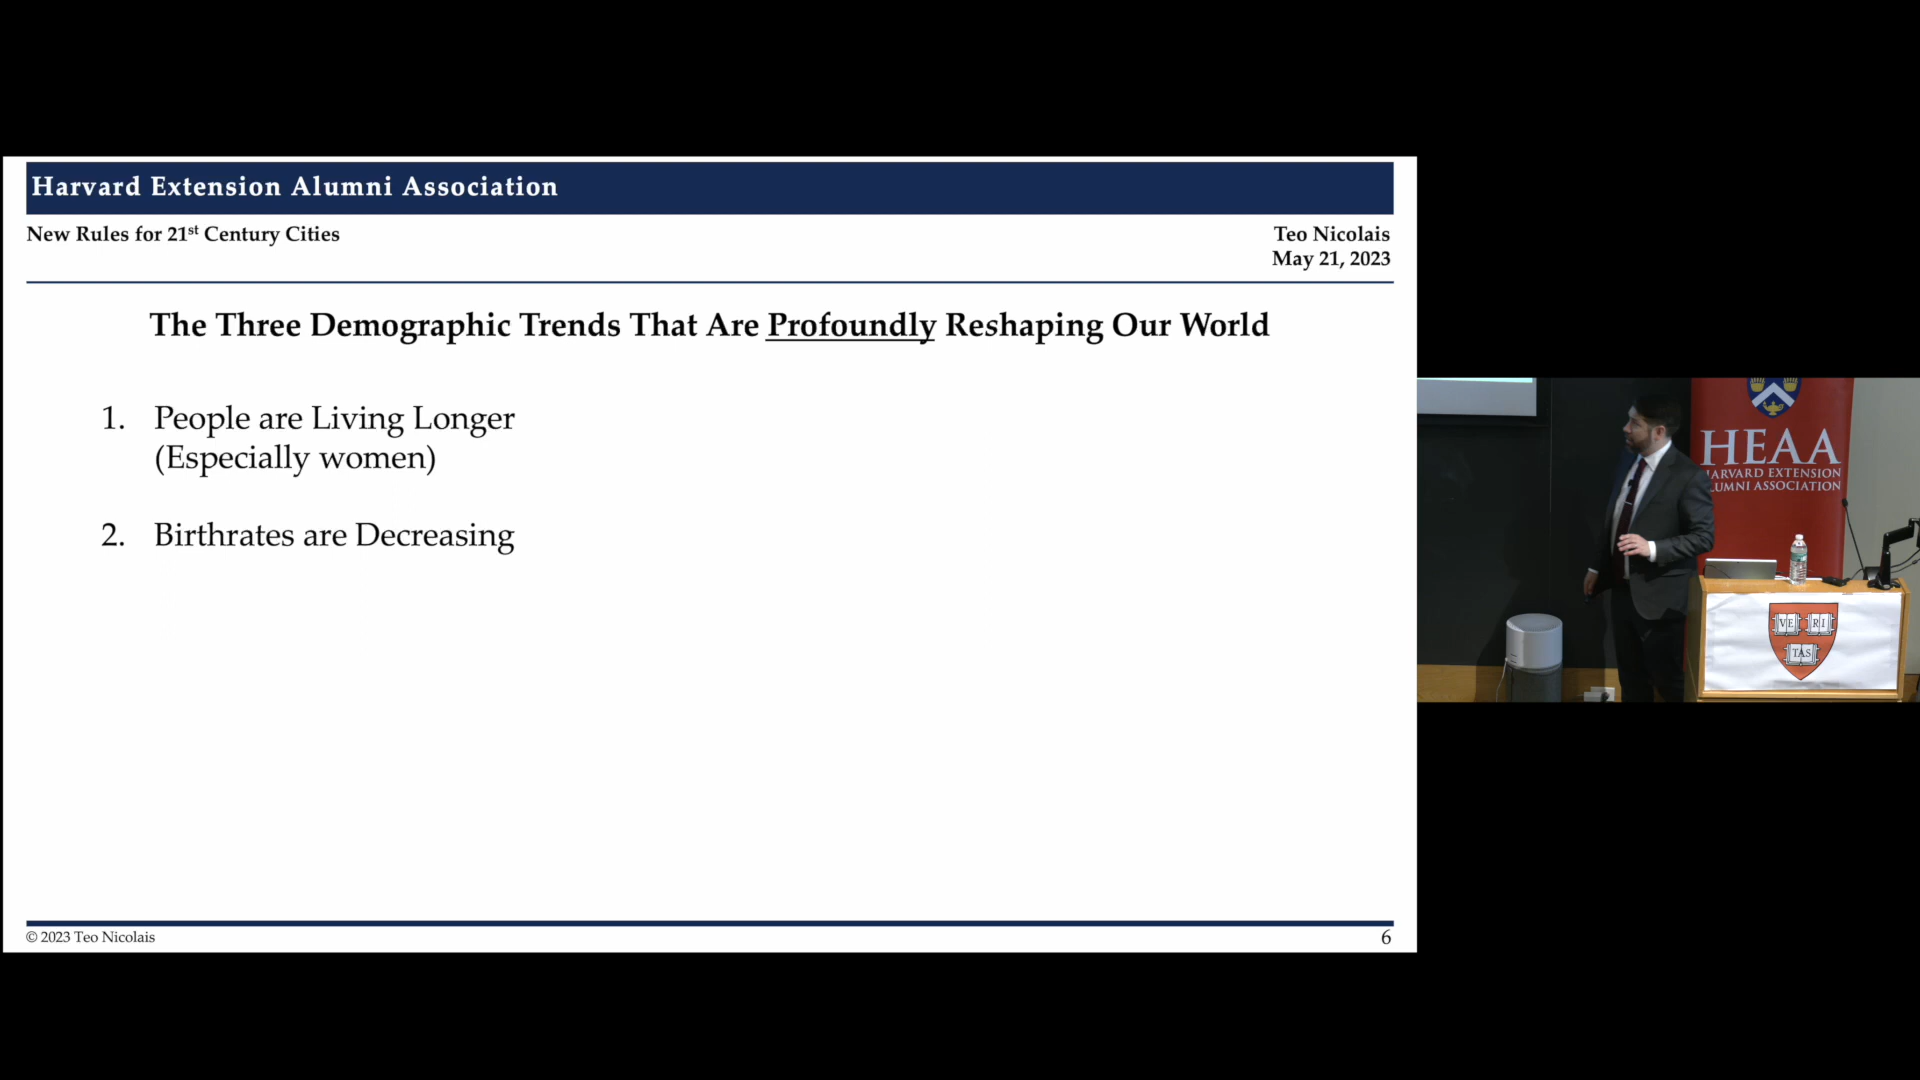 Harvard Extension Alumni Association
New Rules for 21st Century Cities
Teo Nicolais
May 21, 2023
The Three Demographic Trends That Are Profoundly Reshaping Our World
1. People are Living Longer
(Especially women)
2. Birthrates are Decreasing
© 2023 Teo Nicolais
6
HEAA
ARVARD EXTENSION
UMNI ASSOCIATION
VE RI
TAS